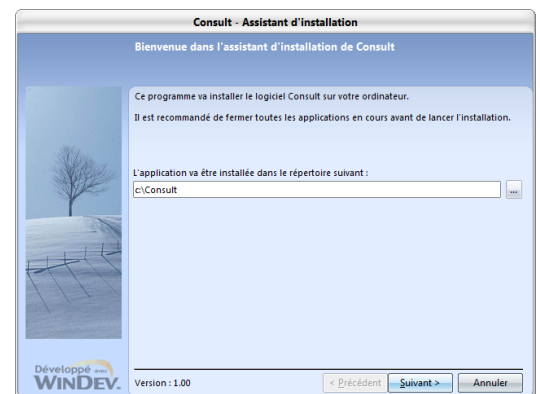 Consult - Assistant d'installation
Bienvenue dans l'assistant d'installation de Consult
Ce programme va installer le logiciel Consult sur votre ordinateur.
Il est recommandé de fermer toutes les applications en cours avant de lancer l'installation.
L'application va être installée dans le répertoire suivant :
c:\Consult
...
Développé avec
WINDEV.
Version : 1.00
< Précédent
Suivant >
Annuler